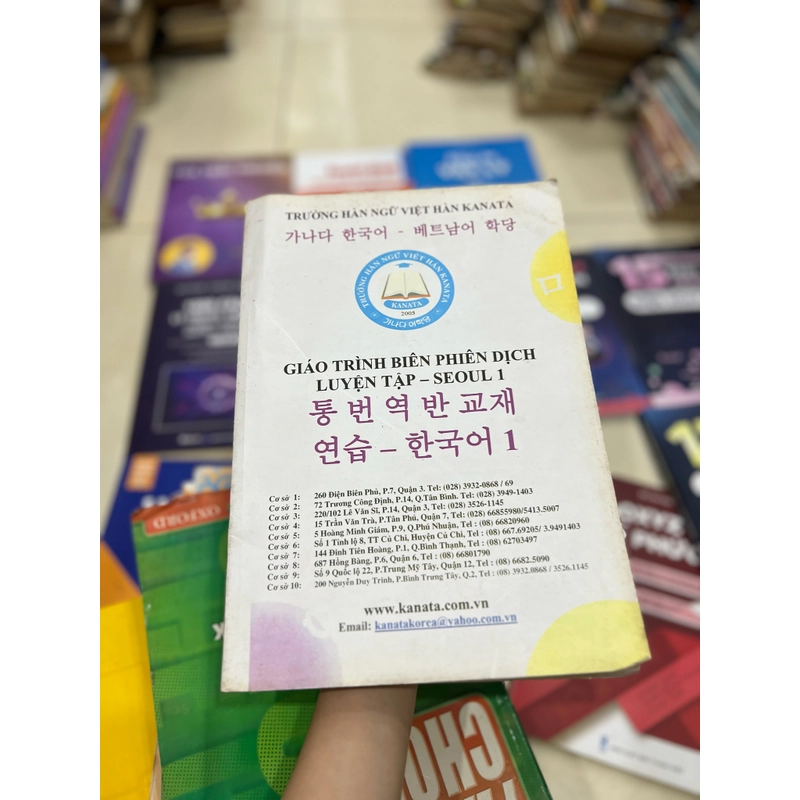 TRƯỜNG HÀN NGỮ VIỆT HÀN KANATA
가나다 한국어 - 베트남어 학당
TRƯỜNG HÀN NGỮ VIỆT HÀN KANATA
KANATA
2005
가나다 어학당
GIÁO TRÌNH BIÊN PHIÊN DỊCH
LUYỆN TẬP – SEOUL 1
통 번 역 반 교재
연습 – 한국어 1
Cơ sở 1: 260 Điện Biên Phủ, P.7, Quận 3. Tel: (028) 3932-0868 / 69
Cơ sở 2: 72 Trương Công Định, P.14, Q.Tân Bình. Tel: (028) 3949-1403
Cơ sở 3: 220/102 Lê Văn Sĩ, P.14, Quận 3, Tel: (028) 3526-1145
Cơ sở 4: 15 Trần Văn Trà, P.Tân Phú, Quận 7, Tel: (028) 66855980/5413.5007
Cơ sở 5: 5 Hoàng Minh Giám, P.9, Q.Phú Nhuận, Tel : (08) 66820960
Cơ sở 6: Số 1 Tỉnh lộ 8, TT Củ Chi, Huyện Củ Chi, Tel : (08) 667.69205/ 3.9491403
Cơ sở 7: 144 Đinh Tiên Hoàng, P.1, Q.Bình Thạnh, Tel : (08) 62703497
Cơ sở 8: 687 Hồng Bàng, P.6, Quận 6, Tel : (08) 66801790
Cơ sở 9: Số 9 Quốc lộ 22, P.Trung Mỹ Tây, Quận 12, Tel : (08) 6682.5090
Cơ sở 10: 200 Nguyễn Duy Trinh, P.Bình Trưng Tây, Q.2, Tel : (08) 3932.0868 / 3526.1145
www.kanata.com.vn
Email: kanatakorea@yahoo.com.vn
OXFORD